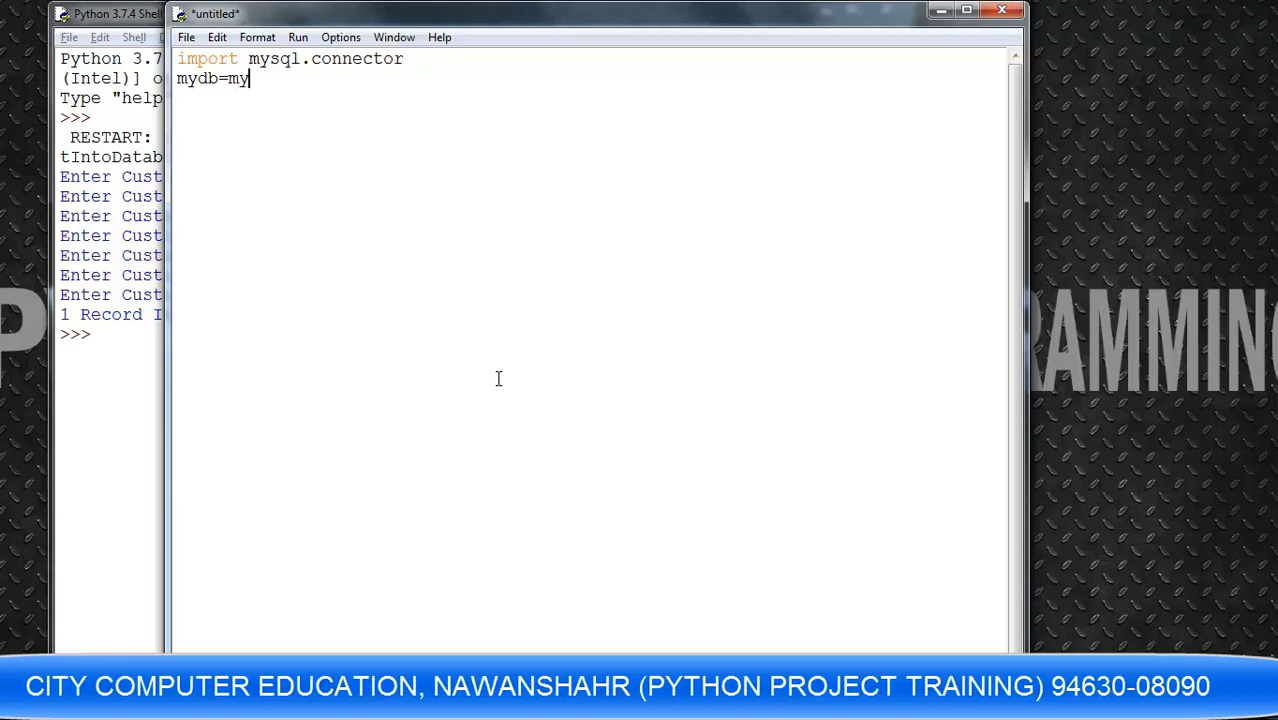 Python 3.7.4 Shell
*untitled*
File Edit Shell
File Edit Format Run Options Window Help
Python 3.7
(Intel)] o
Type "help
>>>
RESTART:
tIntoDatab
Enter Cust
Enter Cust
Enter Cust
Enter Cust
Enter Cust
Enter Cust
Enter Cust
1 Record I
>>>
import mysql.connector
mydb=my
P
RAMMING
CITY COMPUTER EDUCATION, NAWANSHAHR (PYTHON PROJECT TRAINING) 94630-08090